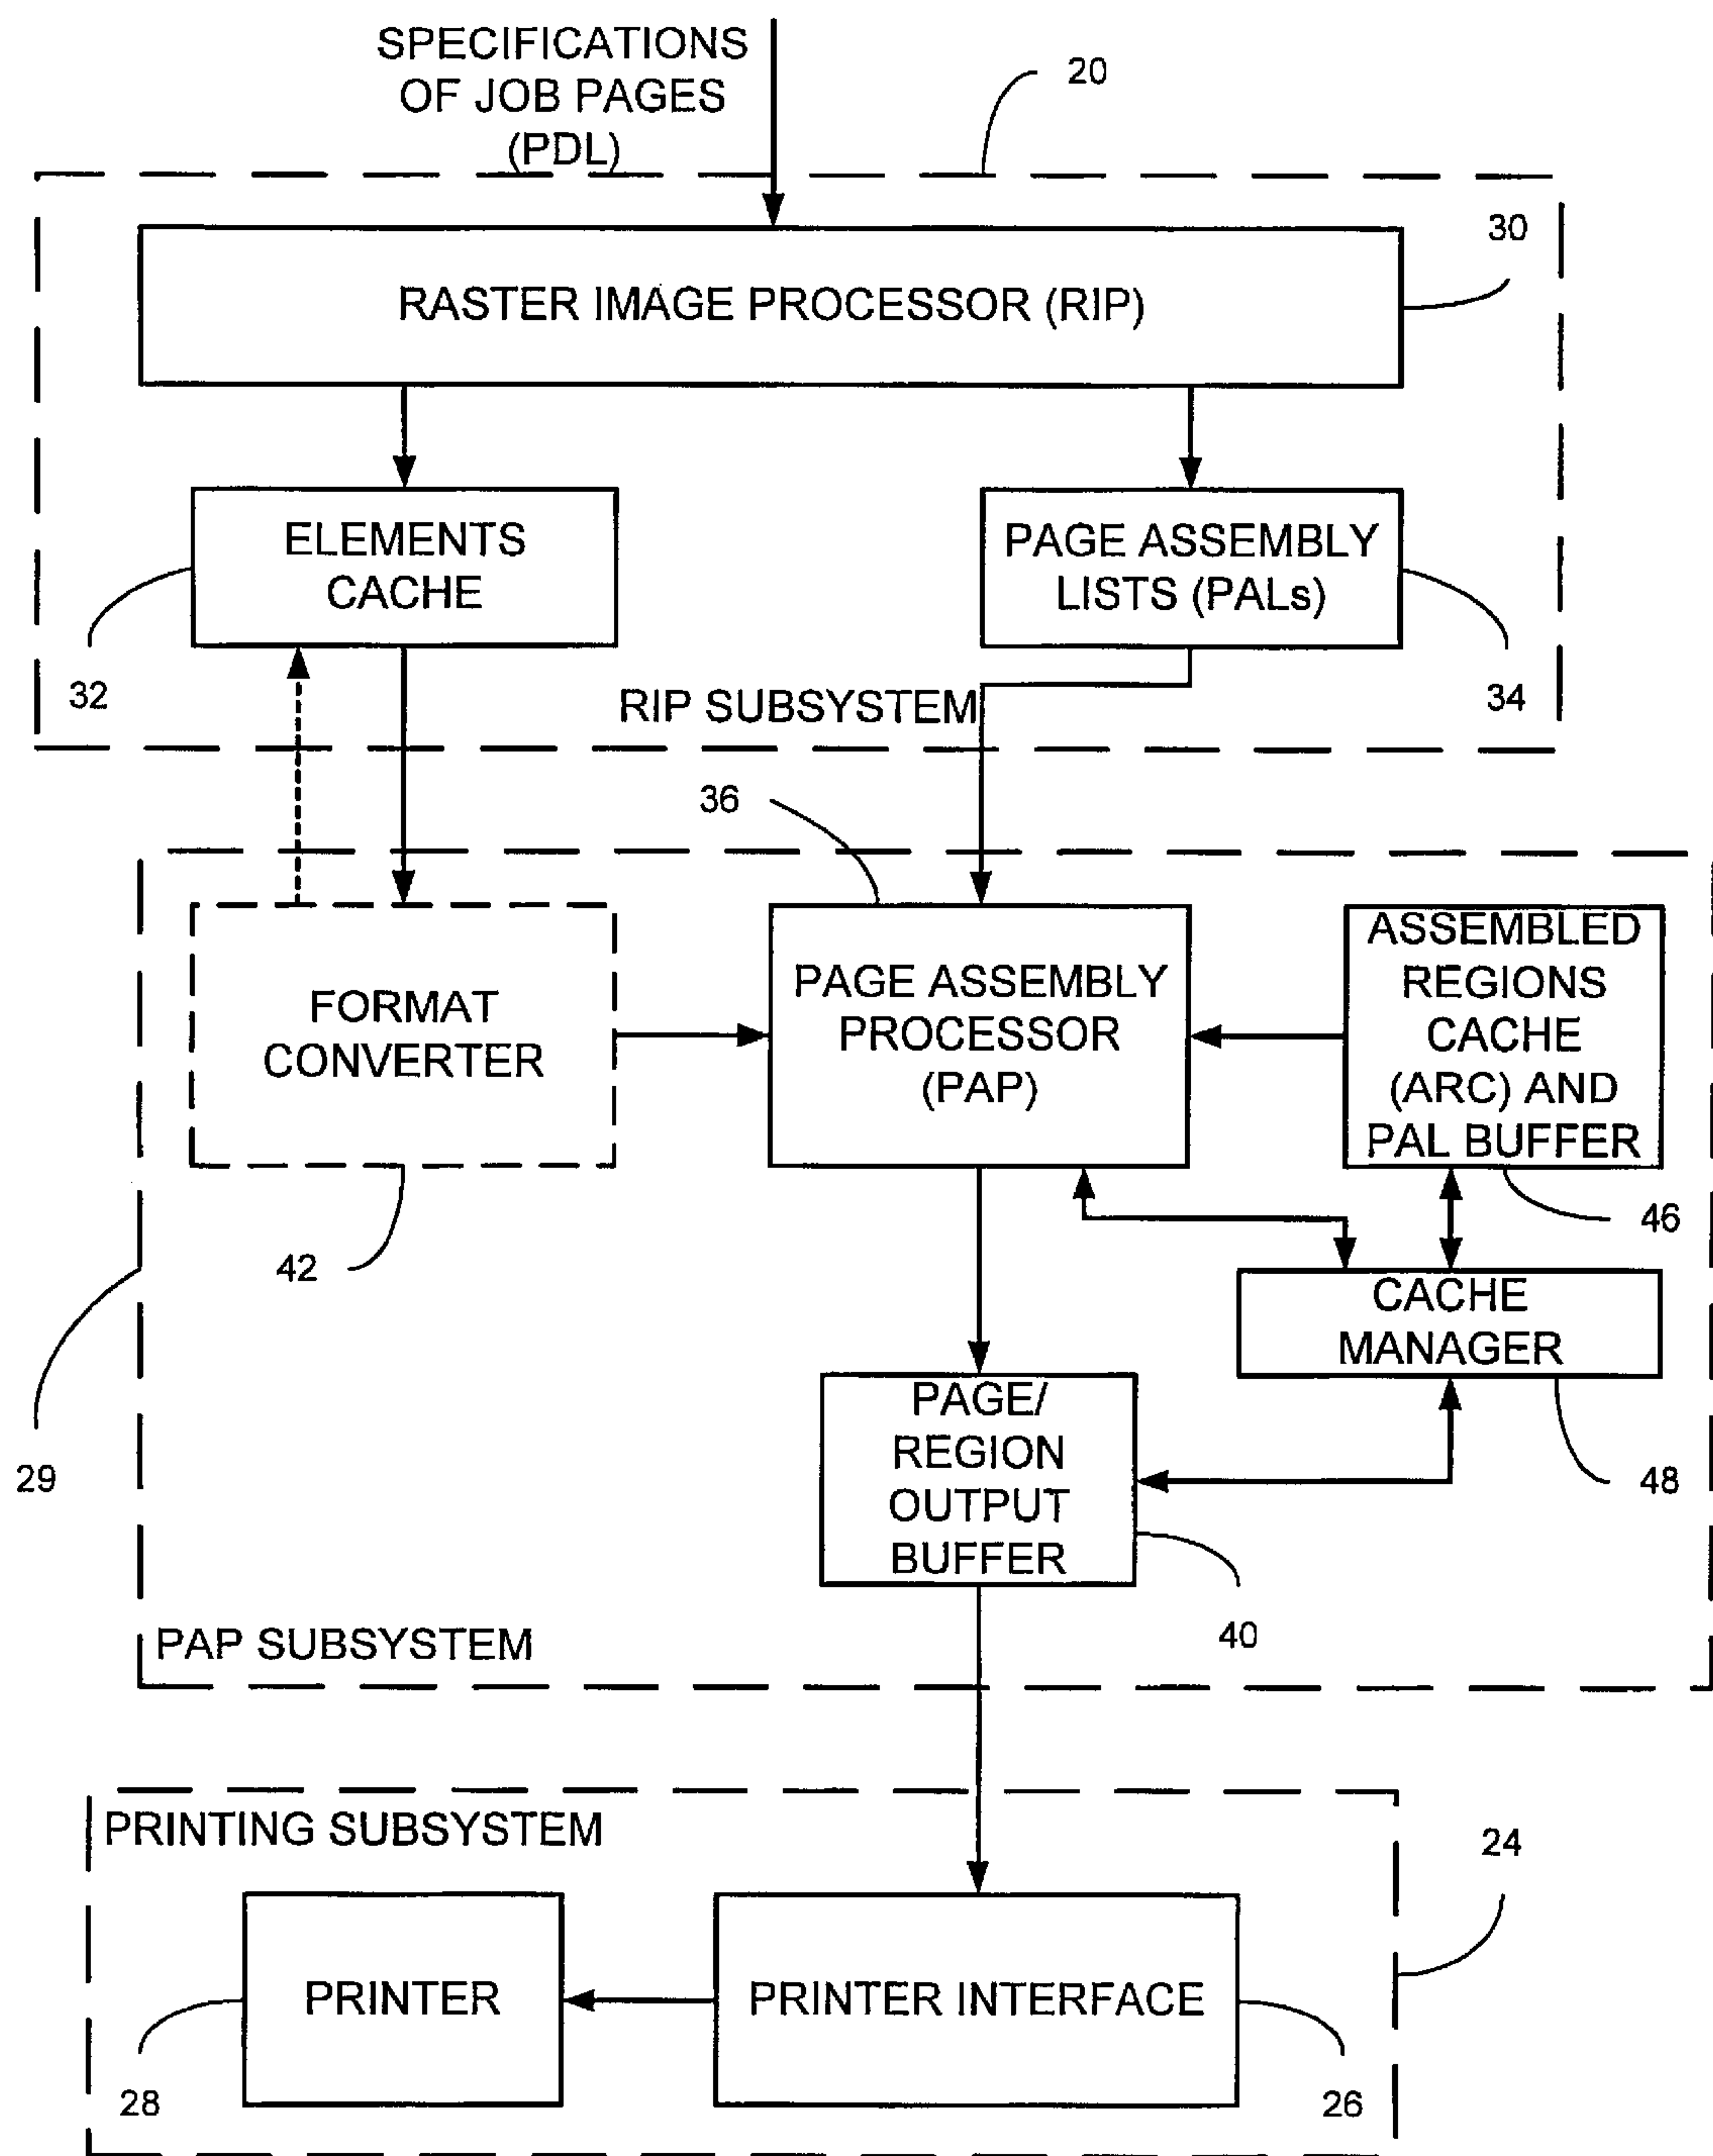 SPECIFICATIONS
OF JOB PAGES
(PDL)
20
30
RASTER IMAGE PROCESSOR (RIP)
ELEMENTS
CACHE
PAGE ASSEMBLY
LISTS (PALs)
32
RIP SUBSYSTEM
34
36
FORMAT
CONVERTER
PAGE ASSEMBLY
PROCESSOR
(PAP)
ASSEMBLED
REGIONS
CACHE
(ARC) AND
PAL BUFFER
42
46
CACHE
MANAGER
29
PAGE/
REGION
OUTPUT
BUFFER
48
40
PAP SUBSYSTEM
PRINTING SUBSYSTEM
24
PRINTER
PRINTER INTERFACE
28
26